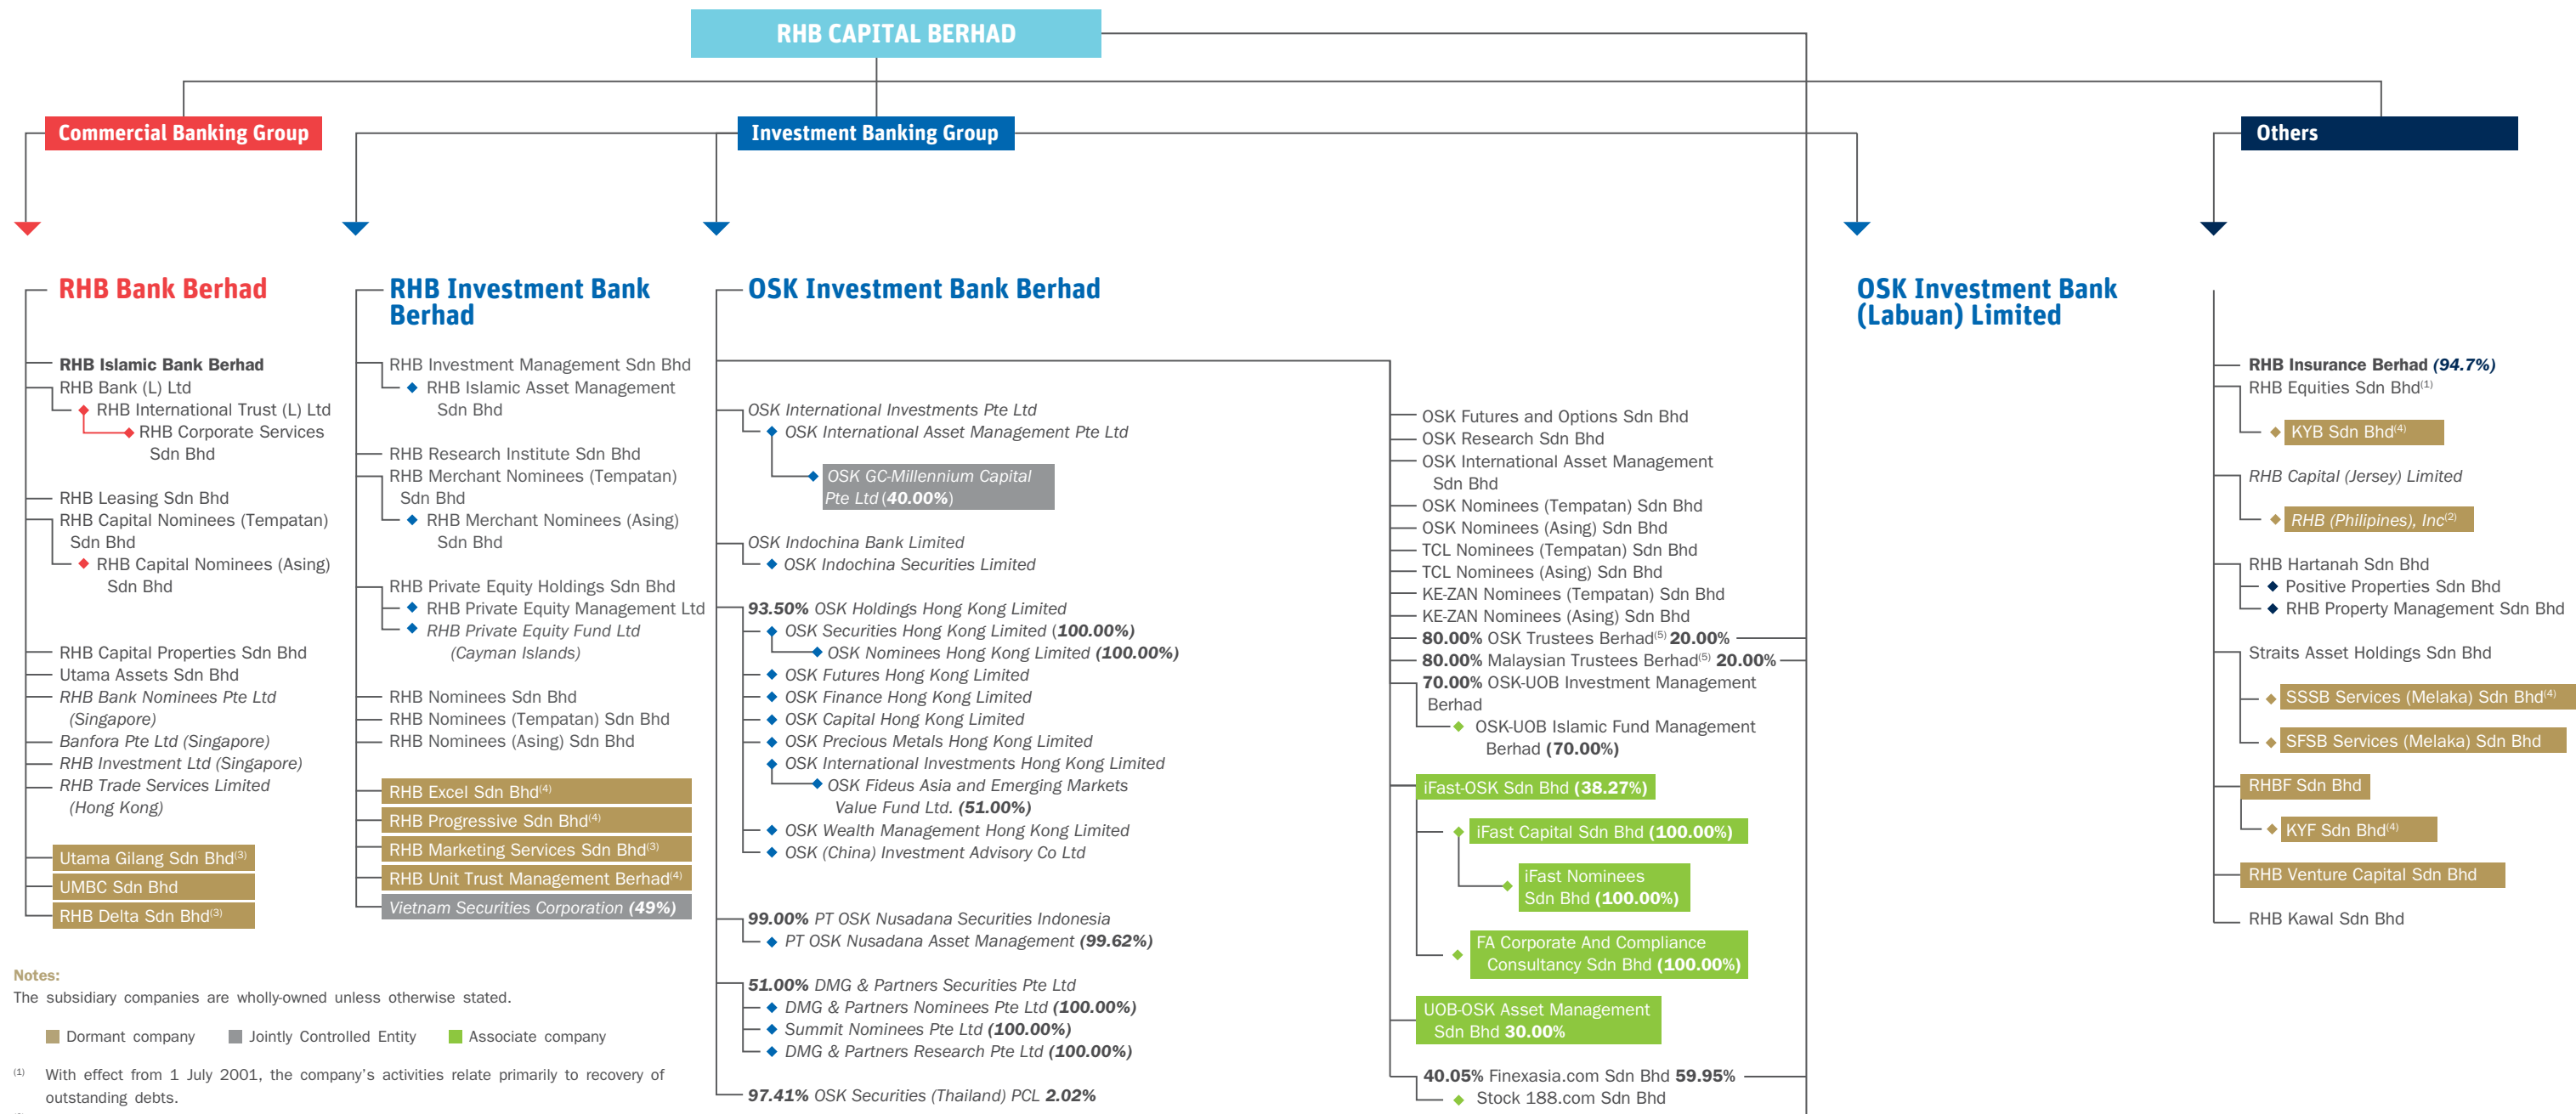 RHB CAPITAL BERHAD
Commercial Banking Group
Investment Banking Group
Others
RHB Bank Berhad
RHB Islamic Bank Berhad
RHB Bank (L) Ltd
RHB International Trust (L) Ltd
RHB Corporate Services
Sdn Bhd
RHB Leasing Sdn Bhd
RHB Capital Nominees (Tempatan)
Sdn Bhd
RHB Capital Nominees (Asing)
Sdn Bhd
RHB Capital Properties Sdn Bhd
Utama Assets Sdn Bhd
RHB Bank Nominees Pte Ltd
(Singapore)
Banfora Pte Ltd (Singapore)
RHB Investment Ltd (Singapore)
RHB Trade Services Limited
(Hong Kong)
Utama Gilang Sdn Bhd(3)
UMBC Sdn Bhd
RHB Delta Sdn Bhd(3)
RHB Investment Bank
Berhad
RHB Investment Management Sdn Bhd
RHB Islamic Asset Management
Sdn Bhd
RHB Research Institute Sdn Bhd
RHB Merchant Nominees (Tempatan)
Sdn Bhd
RHB Merchant Nominees (Asing)
Sdn Bhd
RHB Private Equity Holdings Sdn Bhd
RHB Private Equity Management Ltd
RHB Private Equity Fund Ltd
(Cayman Islands)
RHB Nominees Sdn Bhd
RHB Nominees (Tempatan) Sdn Bhd
RHB Nominees (Asing) Sdn Bhd
RHB Excel Sdn Bhd(4)
RHB Progressive Sdn Bhd(4)
RHB Marketing Services Sdn Bhd(3)
RHB Unit Trust Management Berhad(4)
Vietnam Securities Corporation (49%)
OSK Investment Bank Berhad
OSK International Investments Pte Ltd
OSK International Asset Management Pte Ltd
OSK GC-Millennium Capital
Pte Ltd (40.00%)
OSK Indochina Bank Limited
OSK Indochina Securities Limited
93.50% OSK Holdings Hong Kong Limited
OSK Securities Hong Kong Limited (100.00%)
OSK Nominees Hong Kong Limited (100.00%)
OSK Futures Hong Kong Limited
OSK Finance Hong Kong Limited
OSK Capital Hong Kong Limited
OSK Precious Metals Hong Kong Limited
OSK International Investments Hong Kong Limited
OSK Fideus Asia and Emerging Markets
Value Fund Ltd. (51.00%)
OSK Wealth Management Hong Kong Limited
OSK (China) Investment Advisory Co Ltd
99.00% PT OSK Nusadana Securities Indonesia
PT OSK Nusadana Asset Management (99.62%)
51.00% DMG & Partners Securities Pte Ltd
DMG & Partners Nominees Pte Ltd (100.00%)
Summit Nominees Pte Ltd (100.00%)
DMG & Partners Research Pte Ltd (100.00%)
97.41% OSK Securities (Thailand) PCL 2.02%
OSK Futures and Options Sdn Bhd
OSK Research Sdn Bhd
OSK International Asset Management
Sdn Bhd
OSK Nominees (Tempatan) Sdn Bhd
OSK Nominees (Asing) Sdn Bhd
TCL Nominees (Tempatan) Sdn Bhd
TCL Nominees (Asing) Sdn Bhd
KE-ZAN Nominees (Tempatan) Sdn Bhd
KE-ZAN Nominees (Asing) Sdn Bhd
80.00% OSK Trustees Berhad(5) 20.00%
80.00% Malaysian Trustees Berhad(5) 20.00%
70.00% OSK-UOB Investment Management
Berhad
OSK-UOB Islamic Fund Management
Berhad (70.00%)
iFast-OSK Sdn Bhd (38.27%)
iFast Capital Sdn Bhd (100.00%)
iFast Nominees
Sdn Bhd (100.00%)
FA Corporate And Compliance
Consultancy Sdn Bhd (100.00%)
UOB-OSK Asset Management
Sdn Bhd 30.00%
40.05% Finexasia.com Sdn Bhd 59.95%
Stock 188.com Sdn Bhd
OSK Investment Bank
(Labuan) Limited
RHB Insurance Berhad (94.7%)
RHB Equities Sdn Bhd(1)
KYB Sdn Bhd(4)
RHB Capital (Jersey) Limited
RHB (Philipines), Inc(2)
RHB Hartanah Sdn Bhd
Positive Properties Sdn Bhd
RHB Property Management Sdn Bhd
Straits Asset Holdings Sdn Bhd
SSSB Services (Melaka) Sdn Bhd(4)
SFSB Services (Melaka) Sdn Bhd
RHBF Sdn Bhd
KYF Sdn Bhd(4)
RHB Venture Capital Sdn Bhd
RHB Kawal Sdn Bhd
Notes:
The subsidiary companies are wholly-owned unless otherwise stated.
Dormant company Jointly Controlled Entity Associate company
(1) With effect from 1 July 2001, the company's activities relate primarily to recovery of
outstanding debts.